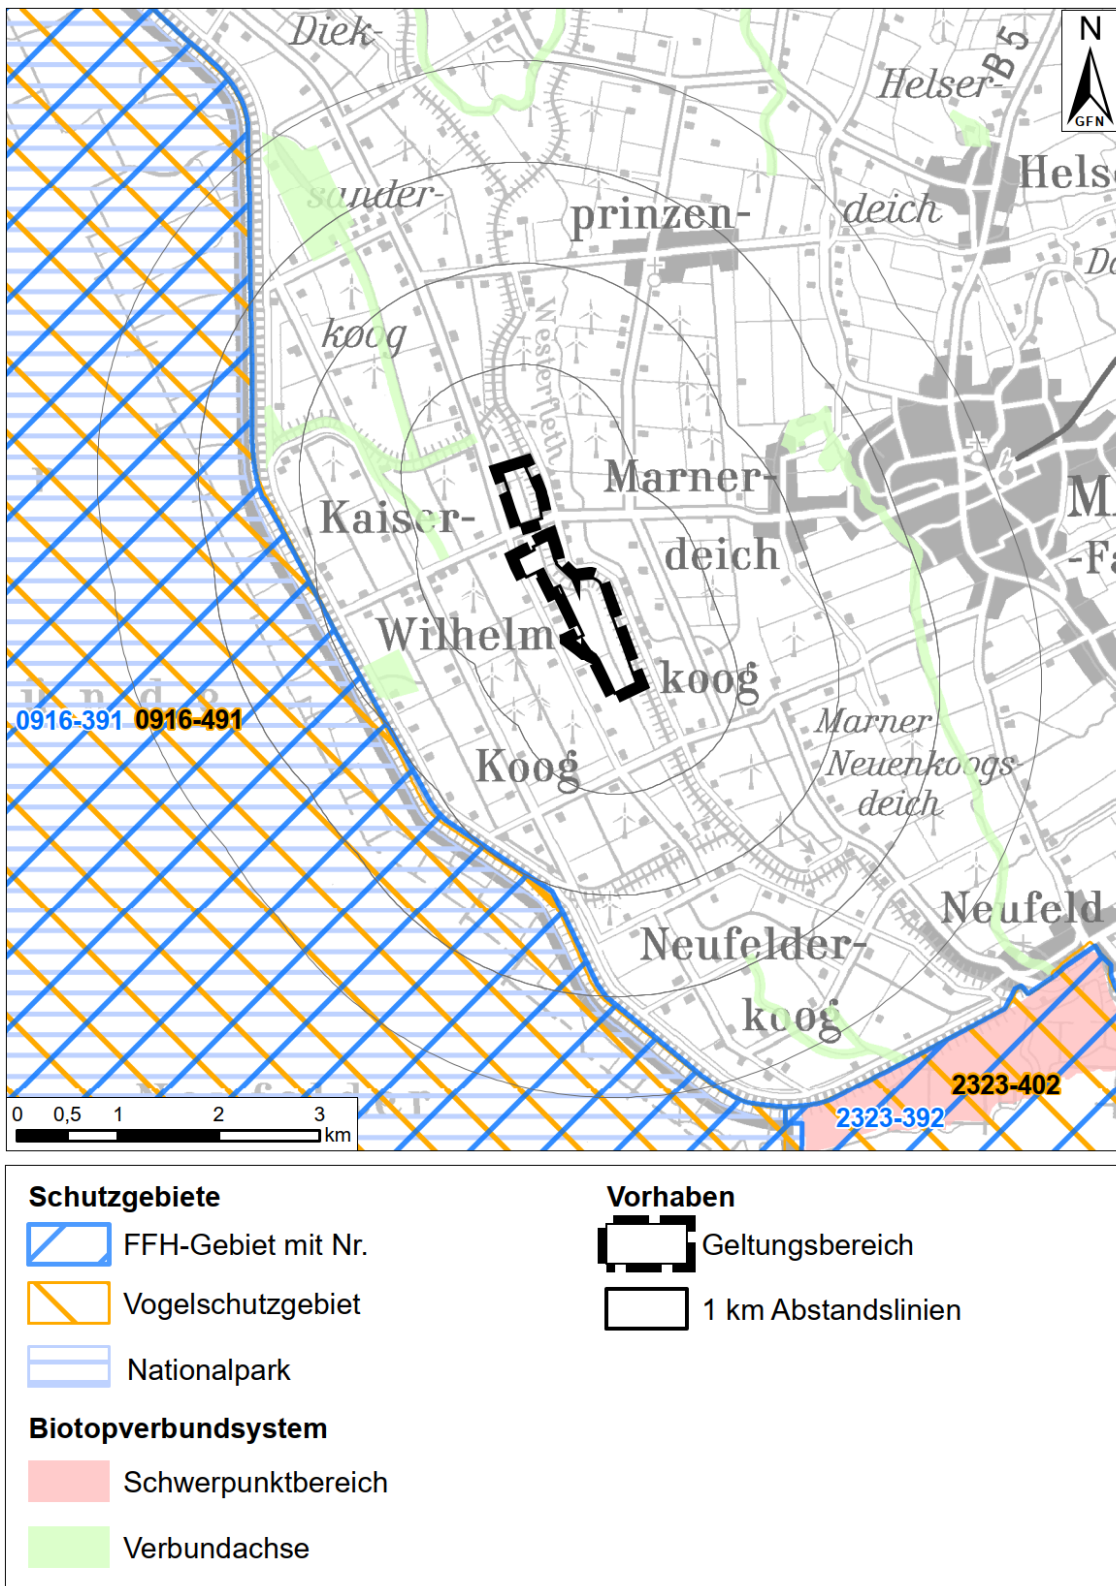 Diek-
N
B 5
Helser-
GFN
Helse
sander-
prinzen-
deich
koog
Westerfleth
Marner-
Kaiser-
deich
Wilhelm
koog
0916-391
0916-491
Marner
Koog
Neuenkoogs-
deich
Neufeld
Neufelder-
koog
2323-402
2323-392
0 0,5 1 2 3
km
Schutzgebiete
FFH-Gebiet mit Nr.
Vogelschutzgebiet
Nationalpark
Biotopverbundsystem
Schwerpunktbereich
Verbundachse
Vorhaben
Geltungsbereich
1 km Abstandslinien